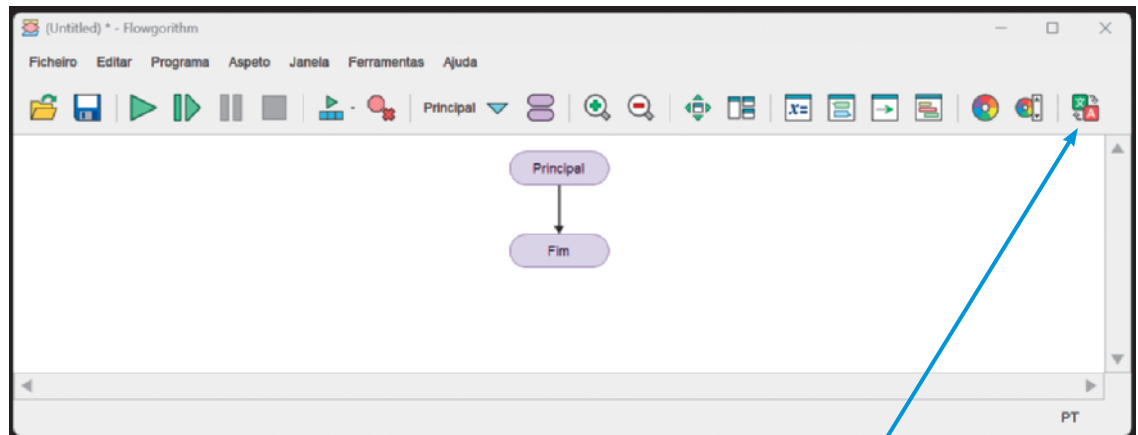 (Untitled) * - Flowgorithm
Ficheiro Editar Programa Aspeto Janela Ferramentas Ajuda
Principal x= A
Principal
Fim
PT